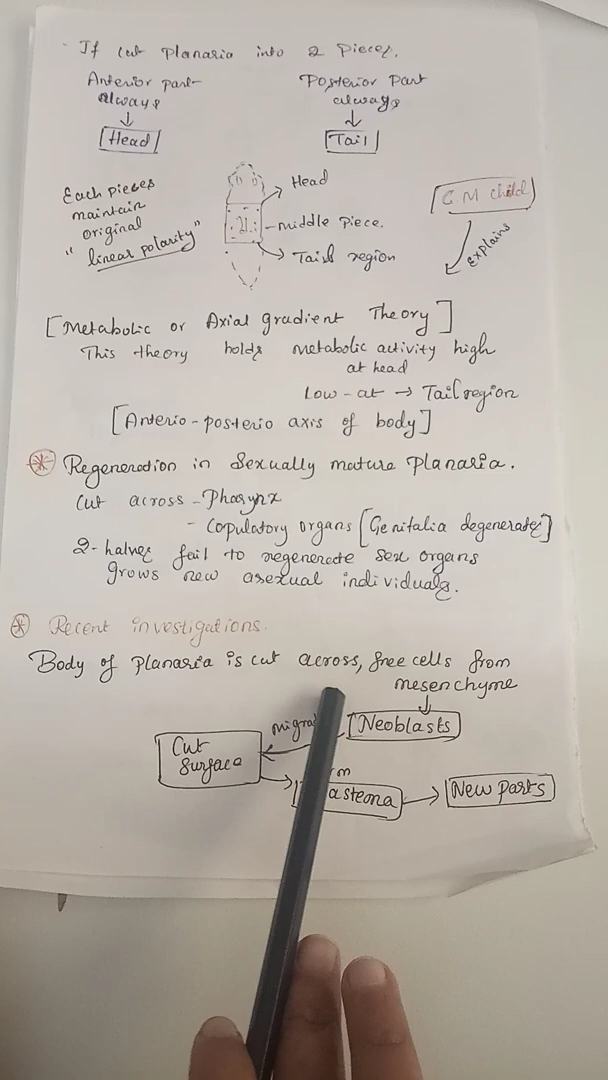 - If cut Planaria into 2 Pieces.
Anterior part always
↓
[Head]
Posterior Part always
↓
[Tail]
Each pieces
maintain
original
"linear polarity"
Head
middle piece.
Tail region
C.M child
explains
[Metabolic or Axial gradient Theory]
This theory holds metabolic activity high
at head
Low - at → Tail region
[Anterio - posterio axis of body]
Regeneration in Sexually mature Planaria.
Cut across - Pharynx
- Copulatory organs [Genitalia degenerate]
2 - halves fail to regenerate sex organs
grows new asexual individuals.
Recent investigations.
Body of Planaria is cut across, free cells from
mesenchyme
↓
[Neoblasts]
Cut
Surface
→ New Parts